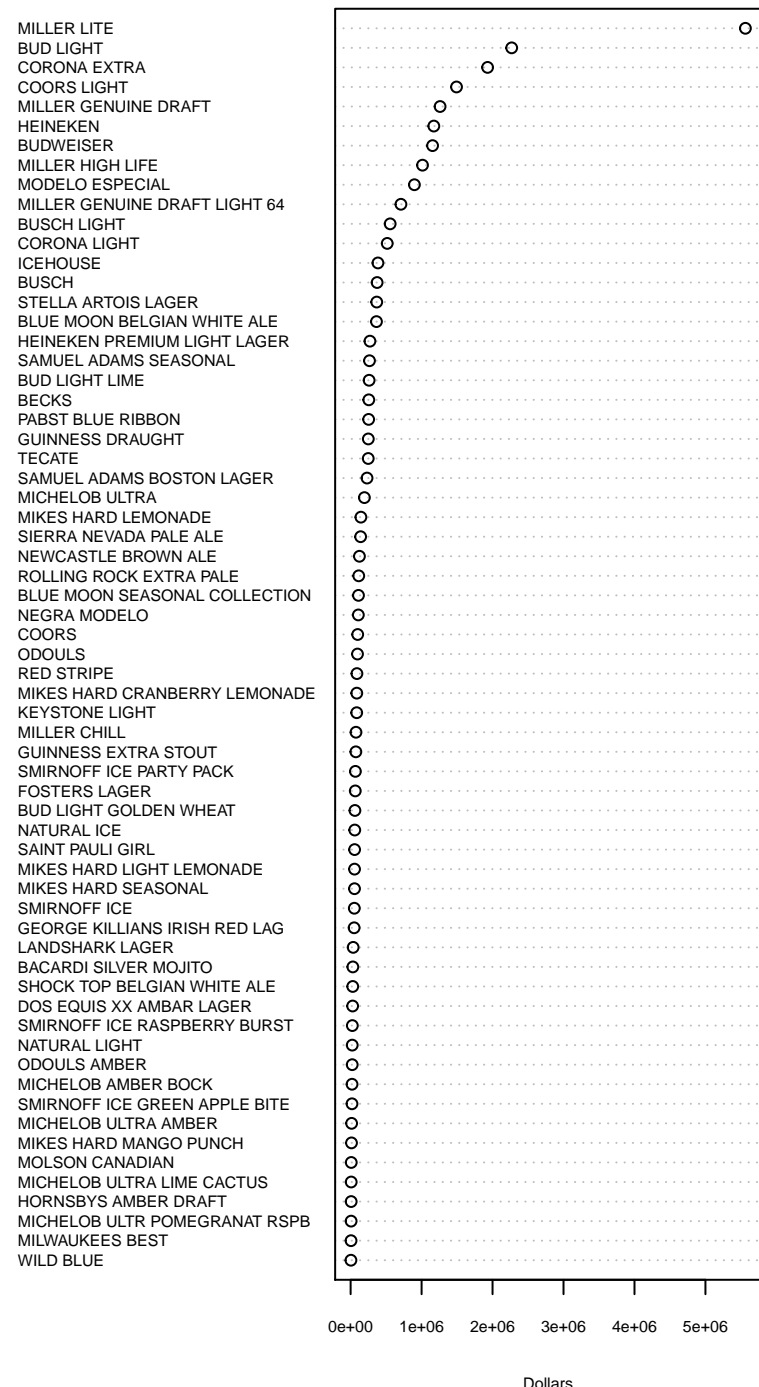 MILLER LITE
BUD LIGHT
CORONA EXTRA
COORS LIGHT
MILLER GENUINE DRAFT
HEINEKEN
BUDWEISER
MILLER HIGH LIFE
MODELO ESPECIAL
MILLER GENUINE DRAFT LIGHT 64
BUSCH LIGHT
CORONA LIGHT
ICEHOUSE
BUSCH
STELLA ARTOIS LAGER
BLUE MOON BELGIAN WHITE ALE
HEINEKEN PREMIUM LIGHT LAGER
SAMUEL ADAMS SEASONAL
BUD LIGHT LIME
BECKS
PABST BLUE RIBBON
GUINNESS DRAUGHT
TECATE
SAMUEL ADAMS BOSTON LAGER
MICHELOB ULTRA
MIKES HARD LEMONADE
SIERRA NEVADA PALE ALE
NEWCASTLE BROWN ALE
ROLLING ROCK EXTRA PALE
BLUE MOON SEASONAL COLLECTION
NEGRA MODELO
COORS
ODOULS
RED STRIPE
MIKES HARD CRANBERRY LEMONADE
KEYSTONE LIGHT
MILLER CHILL
GUINNESS EXTRA STOUT
SMIRNOFF ICE PARTY PACK
FOSTERS LAGER
BUD LIGHT GOLDEN WHEAT
NATURAL ICE
SAINT PAULI GIRL
MIKES HARD LIGHT LEMONADE
MIKES HARD SEASONAL
SMIRNOFF ICE
GEORGE KILLIANS IRISH RED LAG
LANDSHARK LAGER
BACARDI SILVER MOJITO
SHOCK TOP BELGIAN WHITE ALE
DOS EQUIS XX AMBAR LAGER
SMIRNOFF ICE RASPBERRY BURST
NATURAL LIGHT
ODOULS AMBER
MICHELOB AMBER BOCK
SMIRNOFF ICE GREEN APPLE BITE
MICHELOB ULTRA AMBER
MIKES HARD MANGO PUNCH
MOLSON CANADIAN
MICHELOB ULTRA LIME CACTUS
HORNSBYS AMBER DRAFT
MICHELOB ULTR POMEGRANAT RSPB
MILWAUKEES BEST
WILD BLUE
0e+00 1e+06 2e+06 3e+06 4e+06 5e+06
Dollars